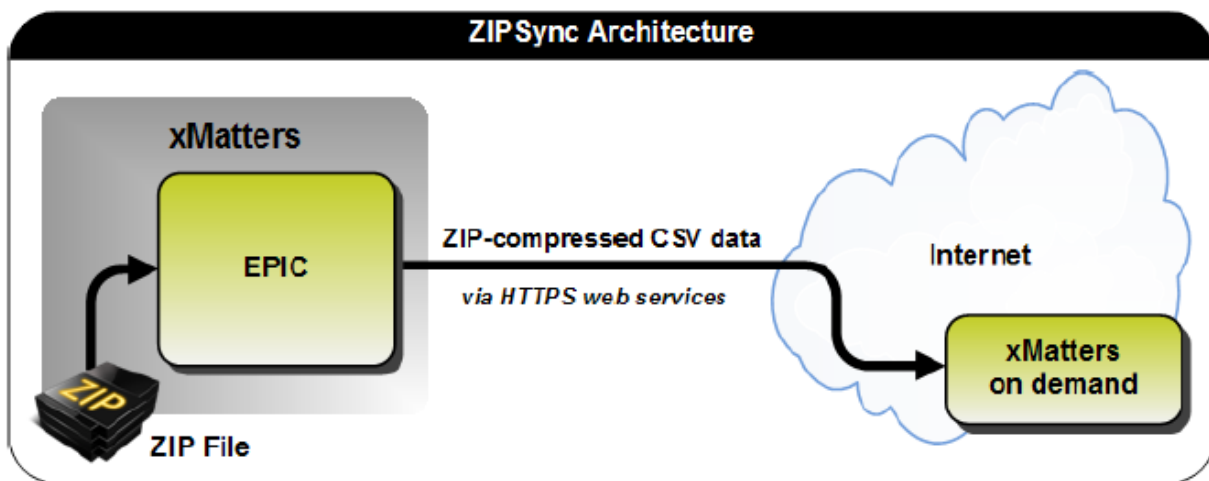 ZIPSync Architecture
xMatters
EPIC
ZIP-compressed CSV data
via HTTPS web services
Internet
xMatters
on demand
ZIP
ZIP File